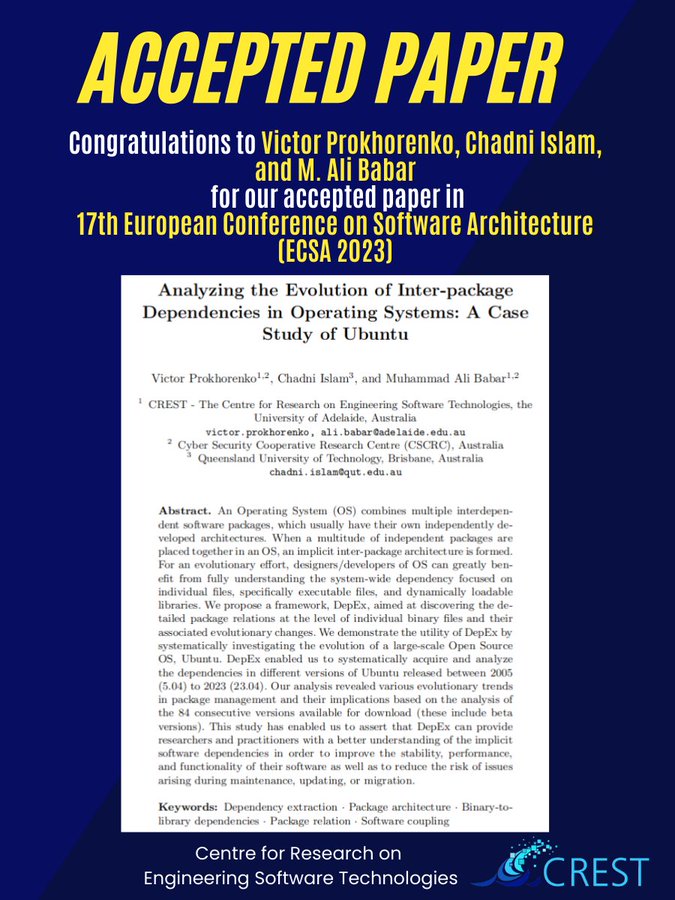 ACCEPTED PAPER
Congratulations to Victor Prokhorenko, Chadni Islam,
and M. Ali Babar
for our accepted paper in
17th European Conference on Software Architecture
(ECSA 2023)
Analyzing the Evolution of Inter-package
Dependencies in Operating Systems: A Case
Study of Ubuntu
Victor Prokhorenko1,2, Chadni Islam3, and Muhammad Ali Babar1,2
1 CREST - The Centre for Research on Engineering Software Technologies, the
University of Adelaide, Australia
victor.prokhorenko, ali.babar@adelaide.edu.au
2 Cyber Security Cooperative Research Centre (CSCRC), Australia
3 Queensland University of Technology, Brisbane, Australia
chadni.islam@qut.edu.au
Abstract. An Operating System (OS) combines multiple interdepen-
dent software packages, which usually have their own independently de-
veloped architectures. When a multitude of independent packages are
placed together in an OS, an implicit inter-package architecture is formed.
For an evolutionary effort, designers/developers of OS can greatly ben-
efit from fully understanding the system-wide dependency focused on
individual files, specifically executable files, and dynamically loadable
libraries. We propose a framework, DepEx, aimed at discovering the de-
tailed package relations at the level of individual binary files and their
associated evolutionary changes. We demonstrate the utility of DepEx by
systematically investigating the evolution of a large-scale Open Source
OS, Ubuntu. DepEx enabled us to systematically acquire and analyze
the dependencies in different versions of Ubuntu released between 2005
(5.04) to 2023 (23.04). Our analysis revealed various evolutionary trends
in package management and their implications based on the analysis of
the 84 consecutive versions available for download (these include beta
versions). This study has enabled us to assert that DepEx can provide
researchers and practitioners with a better understanding of the implicit
software dependencies in order to improve the stability, performance,
and functionality of their software as well as to reduce the risk of issues
arising during maintenance, updating, or migration.
Keywords: Dependency extraction · Package architecture · Binary-to-
library dependencies · Package relation · Software coupling
Centre for Research on
Engineering Software Technologies
CREST